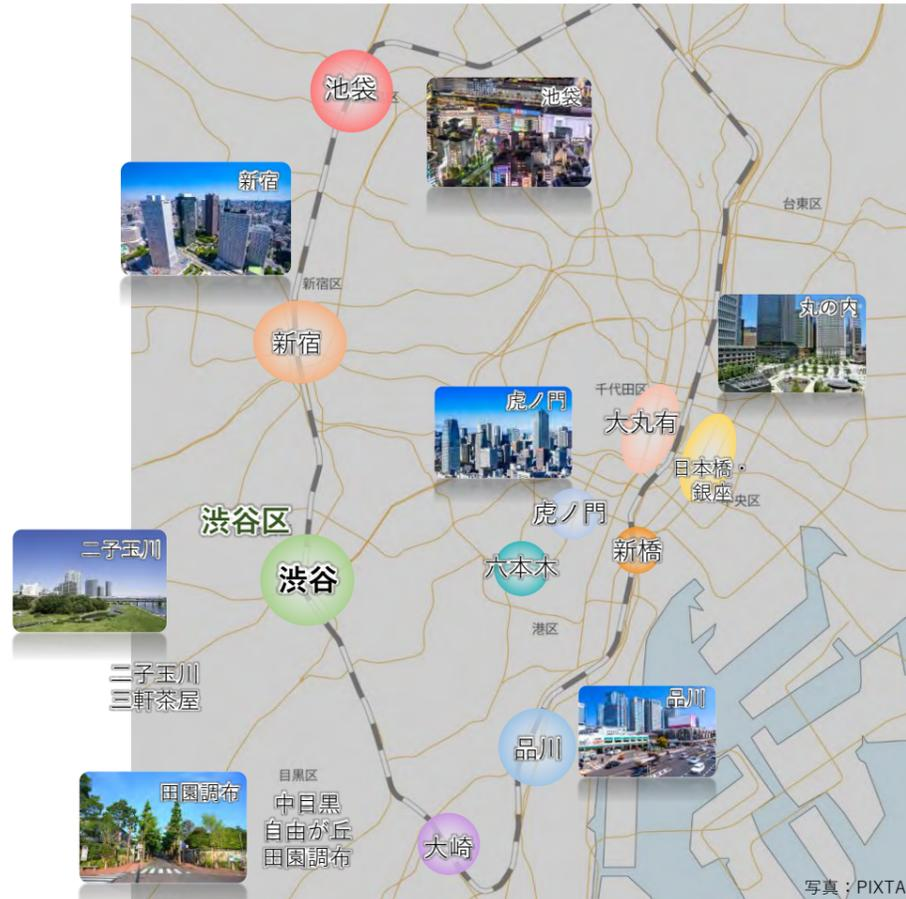 池袋
区
池袋
新宿
台東区
新宿区
丸の内
新宿
千代田区
虎ノ門
大丸有
日本橋・
銀座
中央区
渋谷区
虎ノ門
新橋
二子玉川
渋谷
六本木
港区
二子玉川
三軒茶屋
品川
品川
目黒区
田園調布
中目黒
自由が丘
田園調布
大崎
写真：PIXTA